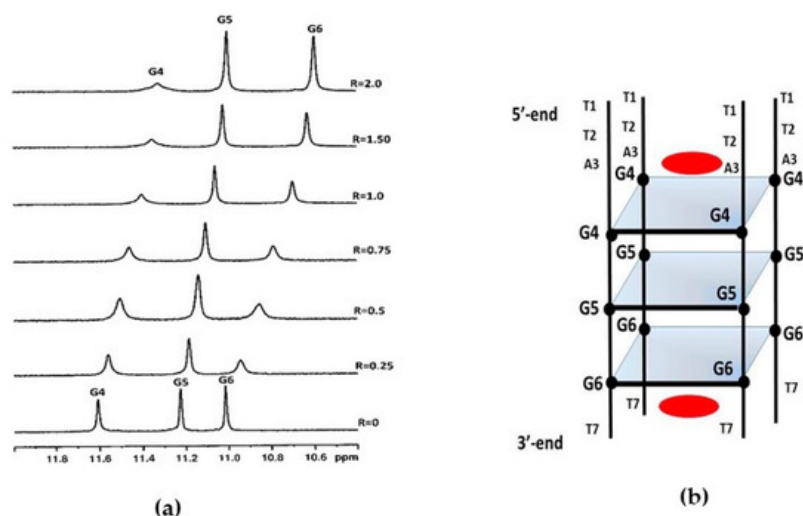 G5
G6
G4
R=2.0
R=1.50
R=1.0
R=0.75
R=0.5
R=0.25
G4
G5
G6
R=0
11.8 11.6 11.4 11.2 11.0 10.8 10.6 ppm
(a)
5'-end
T1 T1 T1 T1
T2 T2 T2 T2
A3 A3 A3 A3
G4 G4
G4 G4
G5 G5
G5 G5
G6 G6
G6 G6
T7 T7
T7 T7
3'-end
(b)